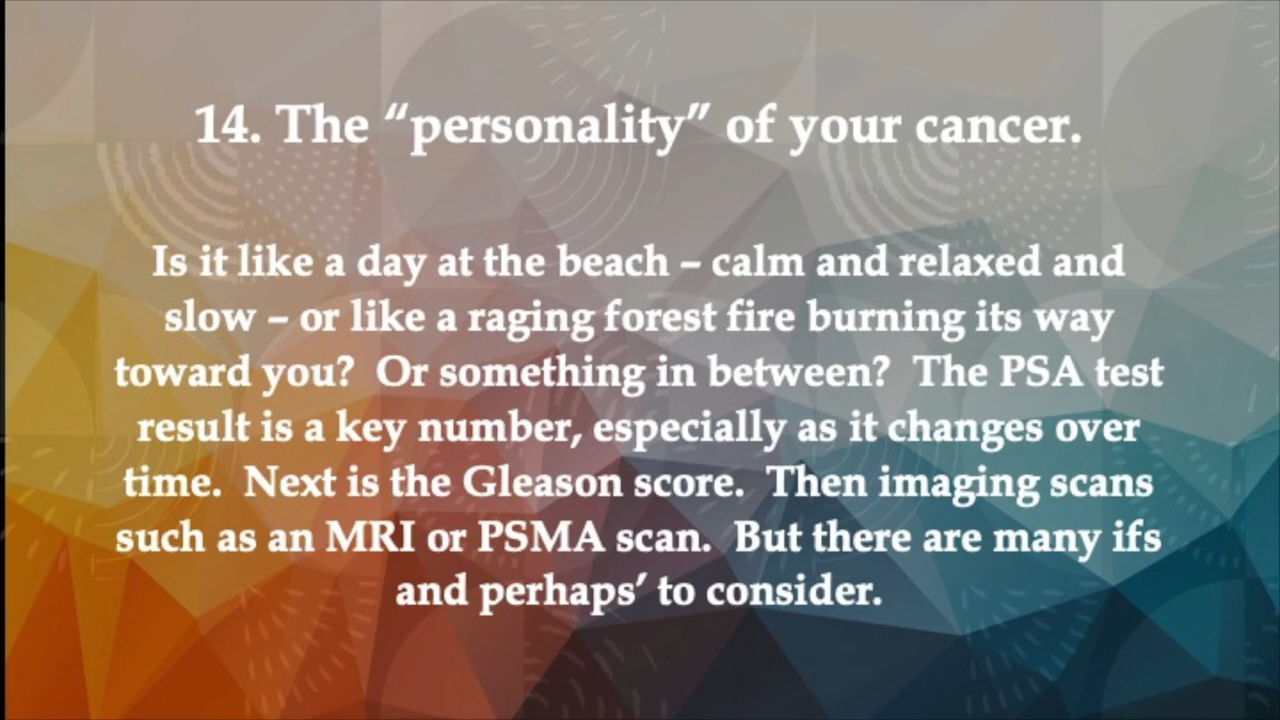 14. The “personality” of your cancer.
Is it like a day at the beach – calm and relaxed and
slow – or like a raging forest fire burning its way
toward you?  Or something in between?  The PSA test
result is a key number, especially as it changes over
time.  Next is the Gleason score.  Then imaging scans
such as an MRI or PSMA scan.  But there are many ifs
and perhaps’ to consider.